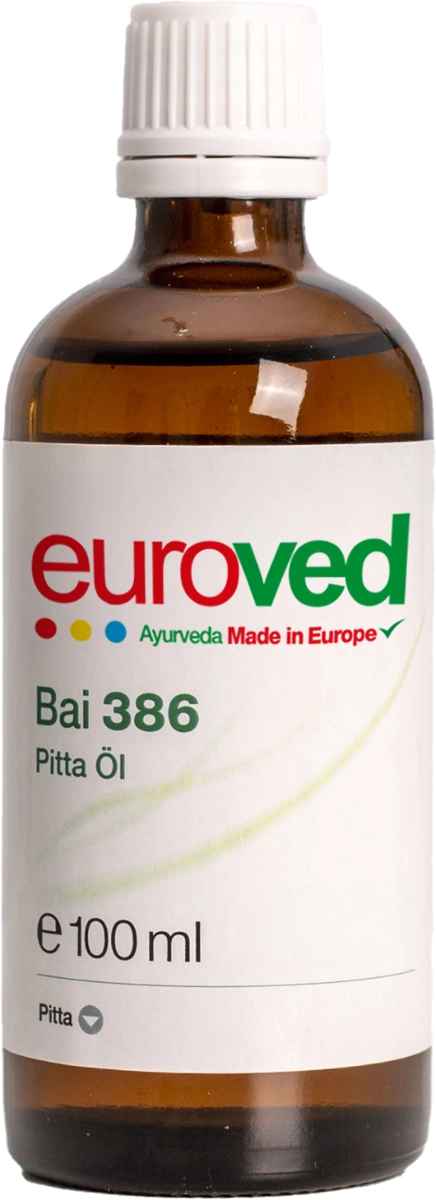 euroved
Ayurveda Made in Europe
Bai 386
Pitta Öl
℮ 100 ml
Pitta